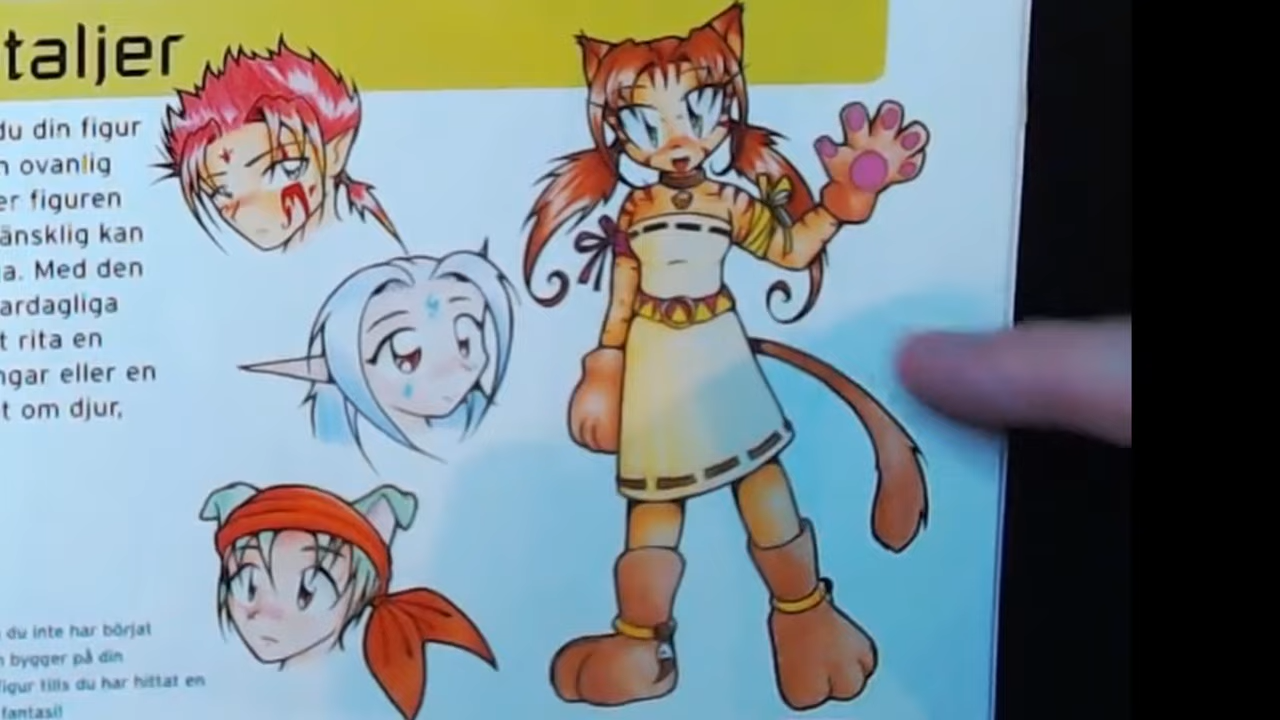 taljer
du din figur
n ovanlig
er figuren
änsklig kan
a. Med den
ardagliga
t rita en
ngar eller en
t om djur,
du inte har börjat
n bygger på din
figur tills du har hittat en
fantasi!